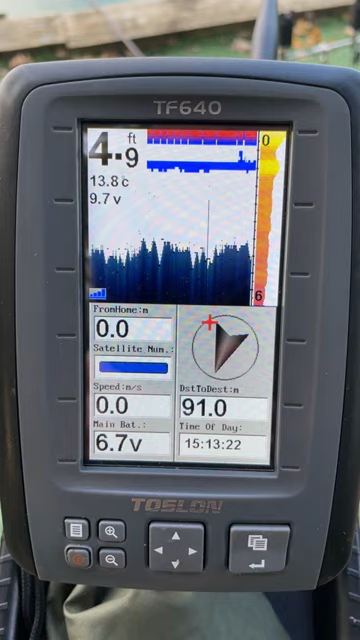 TF640
4.9 ft
0
13.8 c
9.7 v
6
FromHome:m
0.0
Satellite Num.:
Speed:m/s
DstToDest:m
0.0
91.0
Main Bat.:
Time Of Day:
6.7v
15:13:22
TOSLON